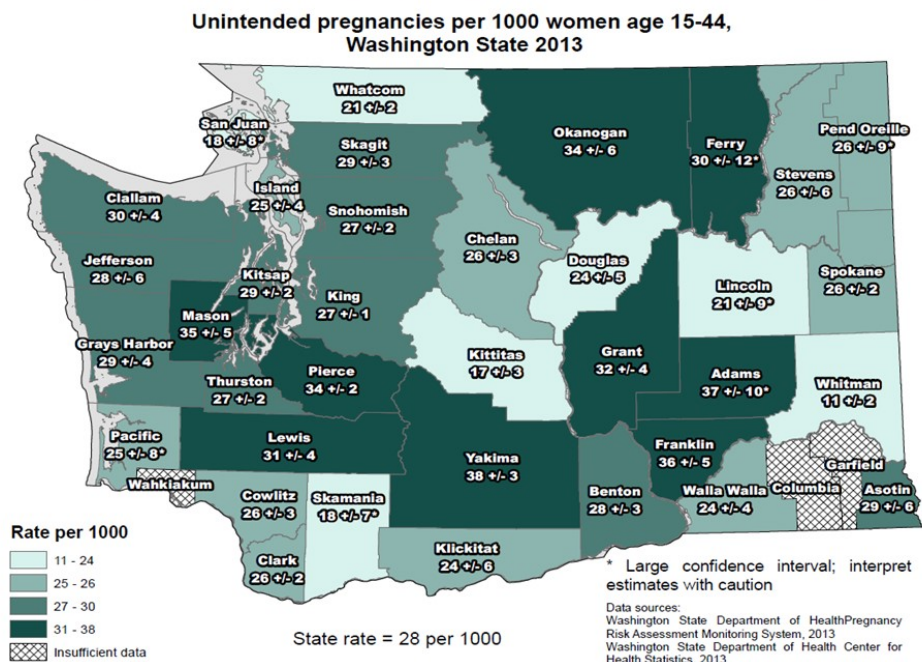 Unintended pregnancies per 1000 women age 15-44,
Washington State 2013
Whatcom
21 +/- 2
San Juan
18 +/- 8*
Skagit
29 +/- 3
Okanogan
34 +/- 6
Ferry
30 +/- 12*
Pend Oreille
26 +/- 9*
Stevens
26 +/- 6
Island
25 +/- 4
Clallam
30 +/- 4
Snohomish
27 +/- 2
Chelan
26 +/- 3
Douglas
24 +/- 5
Jefferson
28 +/- 6
Kitsap
29 +/- 2
King
27 +/- 1
Lincoln
21 +/- 9*
Spokane
26 +/- 2
Mason
35 +/- 5
Grays Harbor
29 +/- 4
Kittitas
17 +/- 3
Grant
32 +/- 4
Pierce
34 +/- 2
Thurston
27 +/- 2
Adams
37 +/- 10*
Whitman
11 +/- 2
Pacific
25 +/- 8*
Lewis
31 +/- 4
Yakima
38 +/- 3
Franklin
36 +/- 5
Garfield
Wahkiakum
Cowlitz
26 +/- 3
Skamania
18 +/- 7*
Benton
28 +/- 3
Walla Walla
24 +/- 4
Columbia
Asotin
29 +/- 6
Clark
26 +/- 2
Klickitat
24 +/- 6
Rate per 1000
11 - 24
25 - 26
27 - 30
31 - 38
Insufficient data
State rate = 28 per 1000
* Large confidence interval; interpret
estimates with caution
Data sources:
Washington State Department of HealthPregnancy
Risk Assessment Monitoring System, 2013
Washington State Department of Health Center for
Health Statistics, 2013